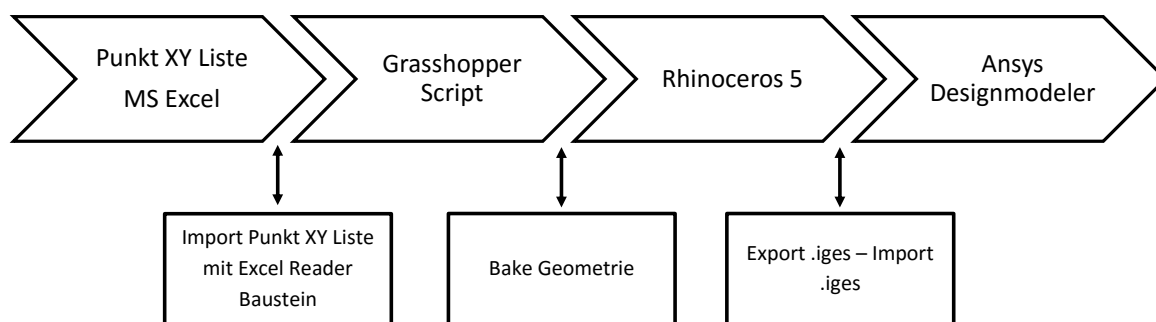 Punkt XY Liste
MS Excel
Grasshopper
Script
Rhinoceros 5
Ansys
Designmodeler
Import Punkt XY Liste
mit Excel Reader
Baustein
Bake Geometrie
Export .iges – Import
.iges